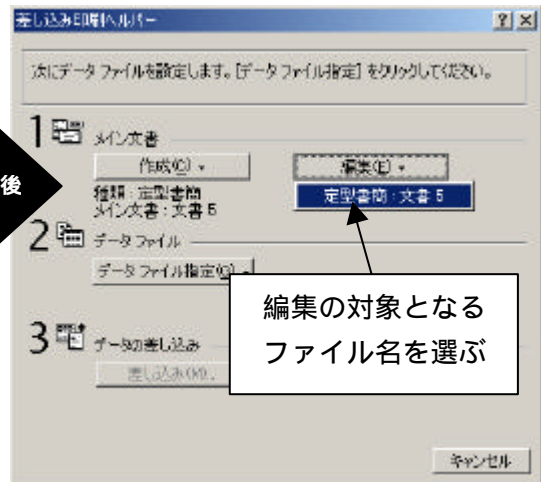 差し込み印刷ヘルパー
次にデータ ファイルを設定します。[データ ファイル指定] をクリックしてください。
後
1 メイン文書
作成(C)
編集(E)
種類 : 定型書簡
メイン文書 : 文書 5
定型書簡 : 文書 5
2 データ ファイル
データ ファイル指定(G)
編集の対象となる
ファイル名を選ぶ
3 データの差し込み
差し込み(M)...
キャンセル